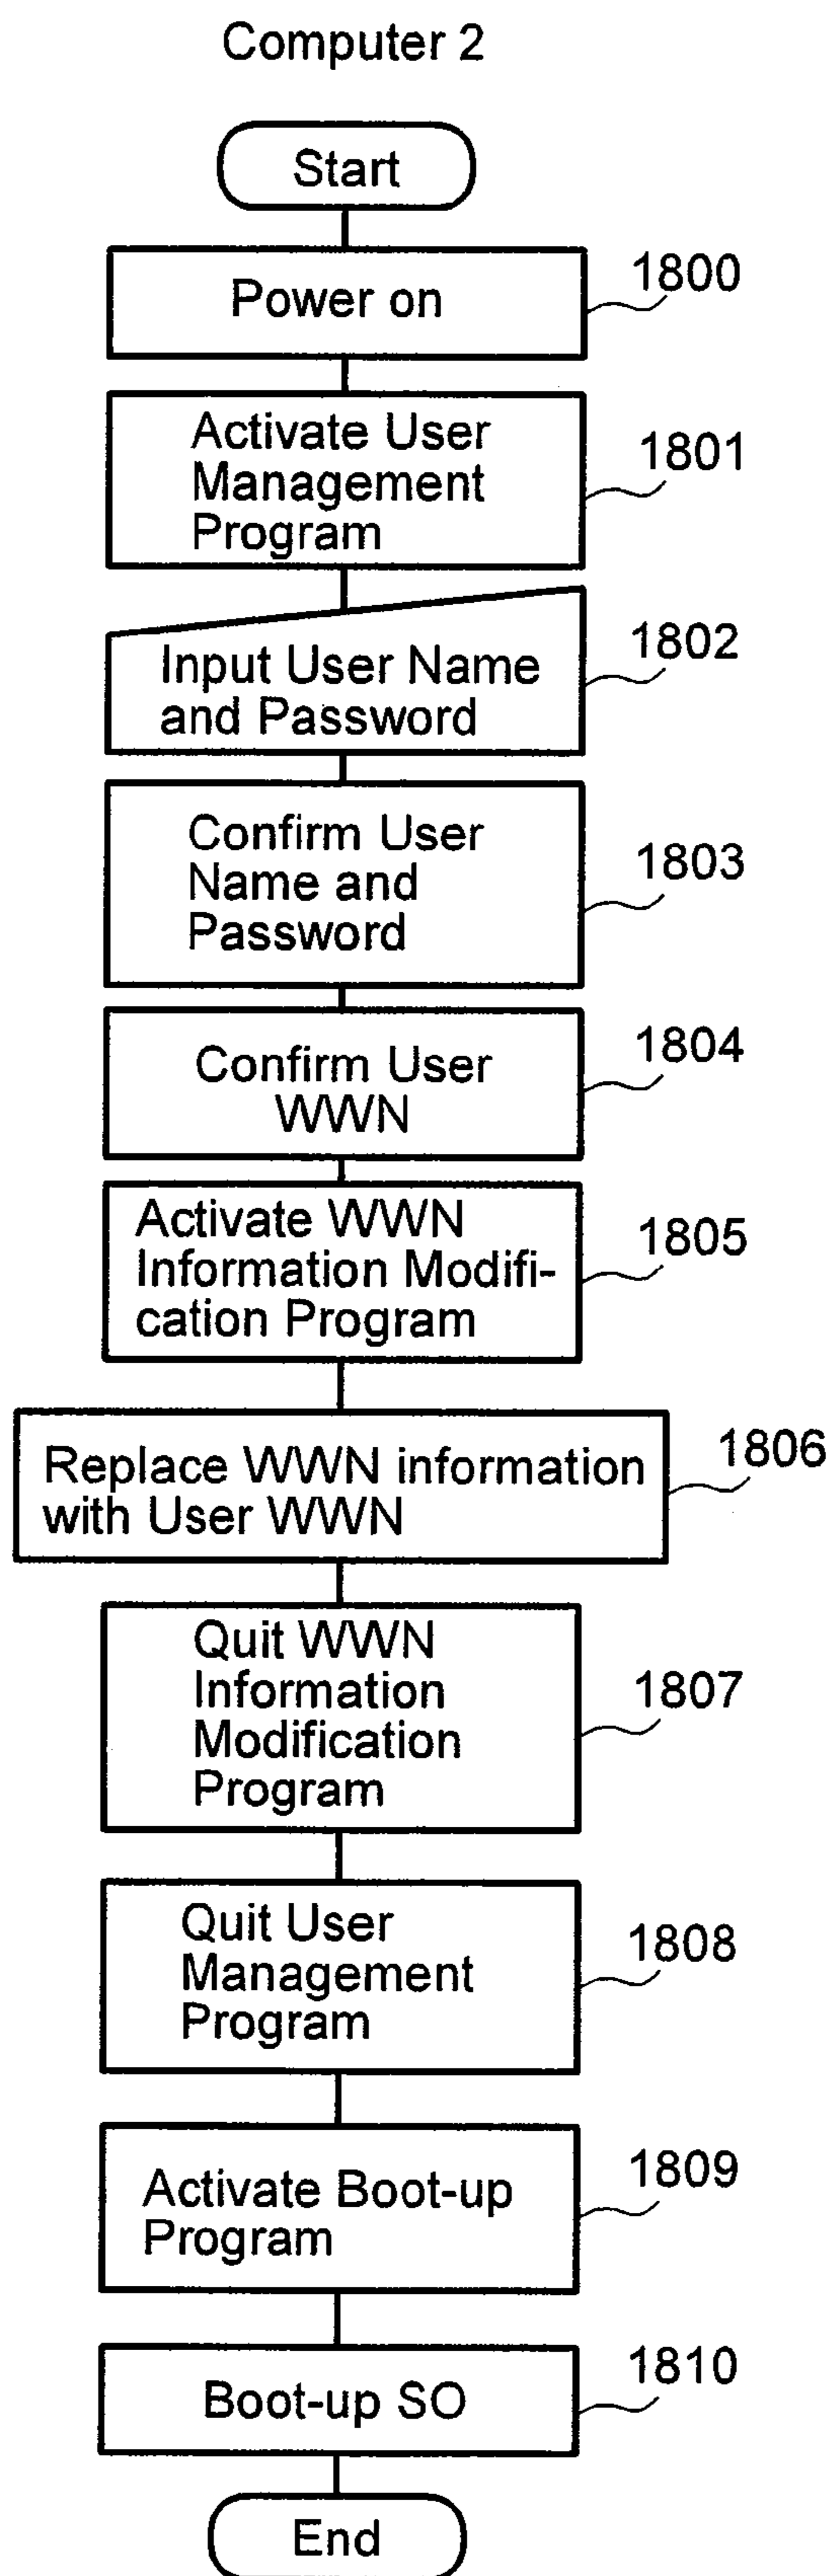 Computer 2
Start
Power on
1800
Activate User
Management
Program
1801
Input User Name
and Password
1802
Confirm User
Name and
Password
1803
Confirm User
WWN
1804
Activate WWN
Information Modifi-
cation Program
1805
Replace WWN information
with User WWN
1806
Quit WWN
Information
Modification
Program
1807
Quit User
Management
Program
1808
Activate Boot-up
Program
1809
Boot-up SO
1810
End